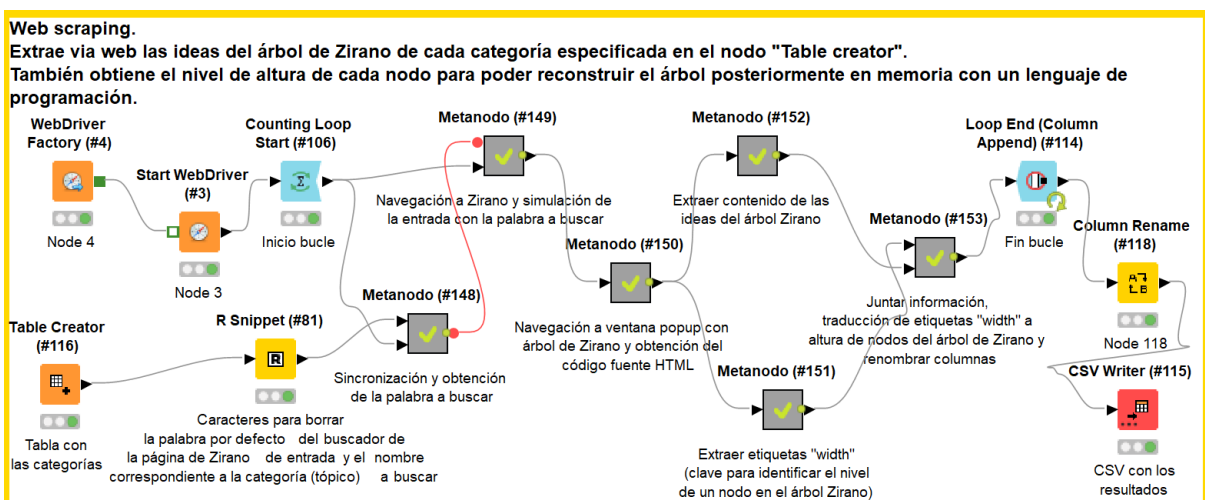 Web scraping.
Extrae via web las ideas del árbol de Zirano de cada categoría especificada en el nodo "Table creator".
También obtiene el nivel de altura de cada nodo para poder reconstruir el árbol posteriormente en memoria con un lenguaje de
programación.
WebDriver
Factory (#4)
Node 4
Start WebDriver
(#3)
Node 3
Counting Loop
Start (#106)
Inicio bucle
Metanodo (#149)
Navegación a Zirano y simulación de
la entrada con la palabra a buscar
Metanodo (#148)
Sincronización y obtención
de la palabra a buscar
Table Creator
(#116)
Tabla con
las categorías
R Snippet (#81)
R
Caracteres para borrar
la palabra por defecto del buscador de
la página de Zirano de entrada y el nombre
correspondiente a la categoría (tópico) a buscar
Metanodo (#150)
Navegación a ventana popup con
árbol de Zirano y obtención del
código fuente HTML
Metanodo (#152)
Extraer contenido de las
ideas del árbol Zirano
Metanodo (#151)
Extraer etiquetas "width"
(clave para identificar el nivel
de un nodo en el árbol Zirano)
Metanodo (#153)
Juntar información,
traducción de etiquetas "width" a
altura de nodos del árbol de Zirano y
renombrar columnas
Loop End (Column
Append) (#114)
Fin bucle
Column Rename
(#118)
Node 118
CSV Writer (#115)
CSV con los
resultados